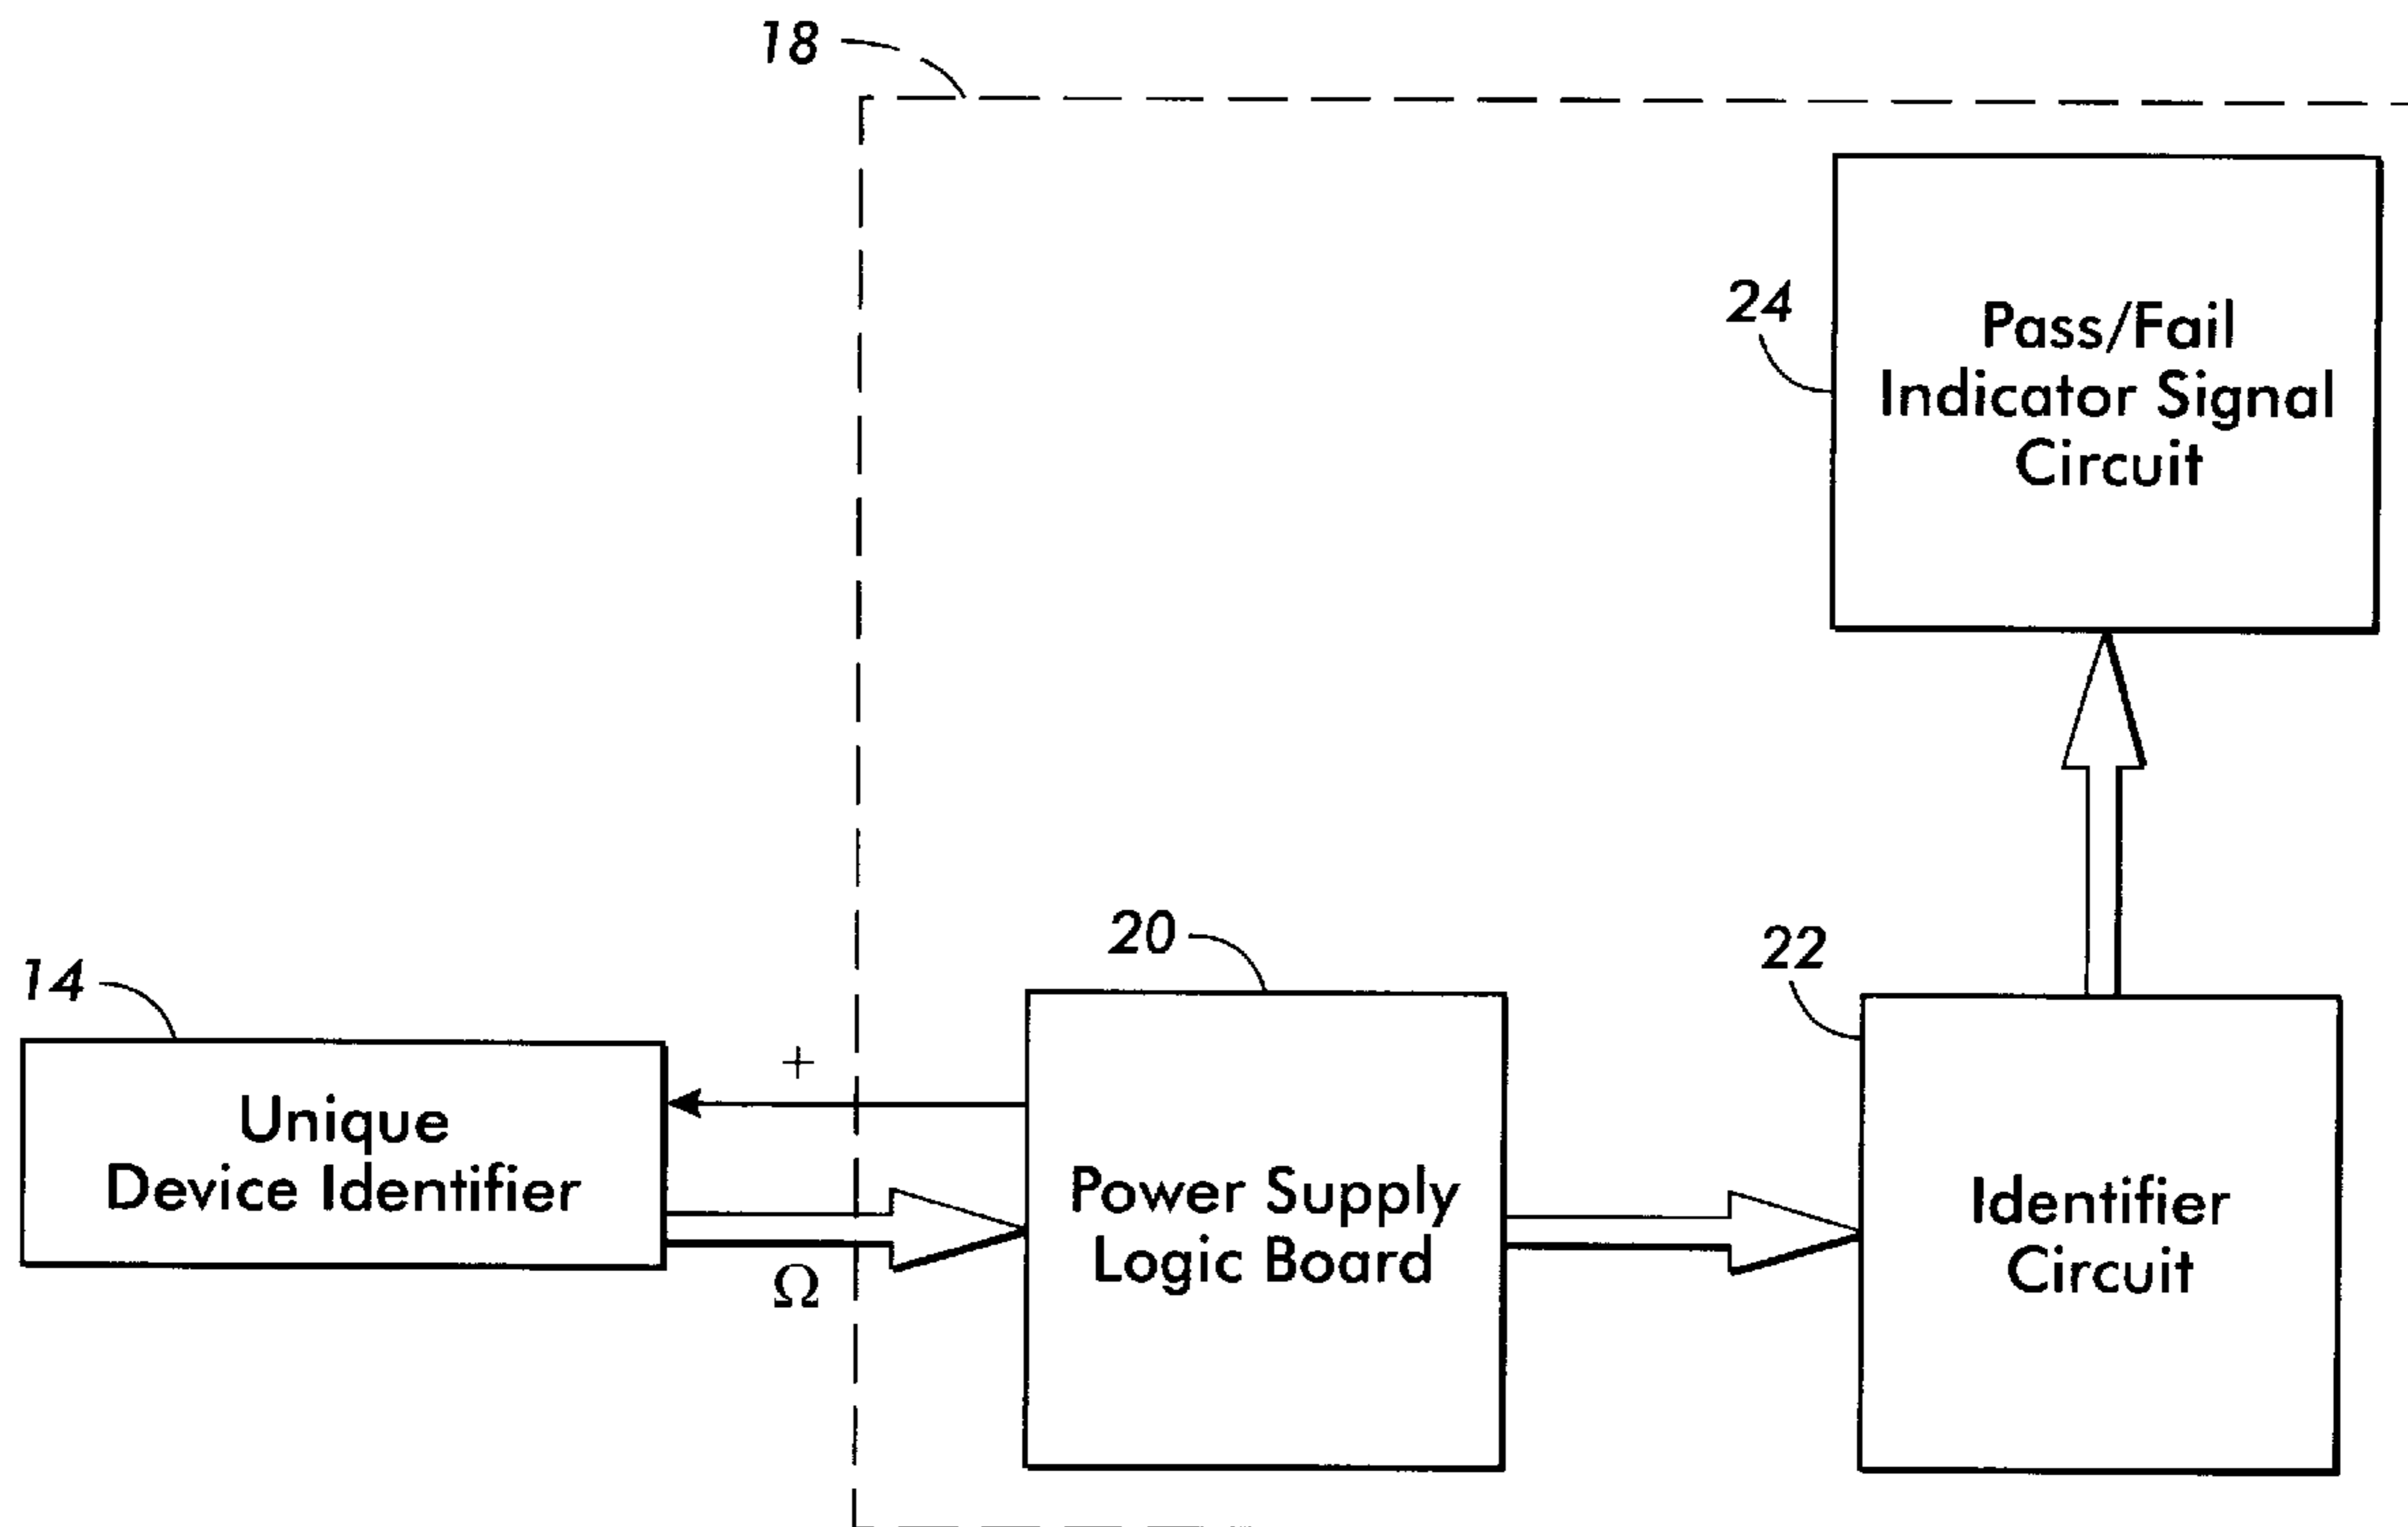 18
24
Pass/Fail
Indicator Signal
Circuit
14
20
22
Unique
Device Identifier
+
Ω
Power Supply
Logic Board
Identifier
Circuit